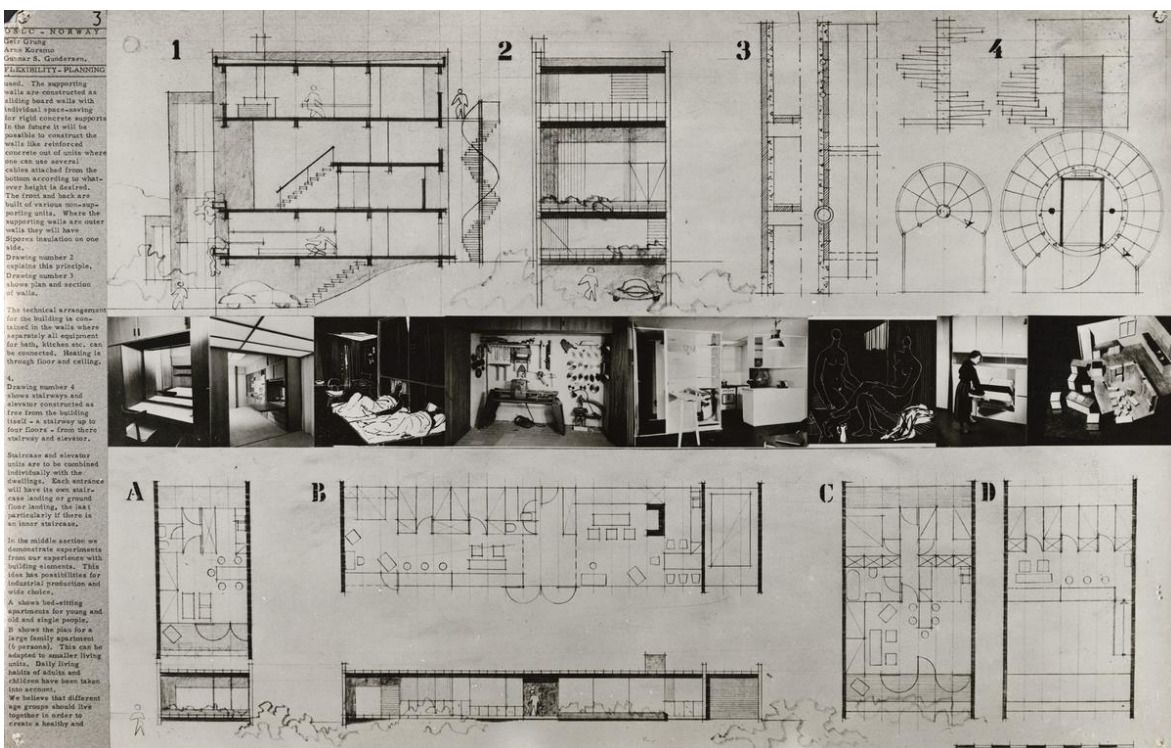 3
OSLO - NORWAY
Geir Grung
Arne Korsmo
Gunnar S. Gundersen.
FLEXIBILITY - PLANNING
used. The supporting
walls are constructed as
sliding board walls with
individual space-saving
for rigid concrete supports
In the future it will be
possible to construct the
walls like reinforced
concrete out of units where
one can use several
cables attached from the
bottom according to what-
ever height is desired.
The front and back are
built of various non-sup-
porting units. Where the
supporting walls are outer
walls they will have
Siporex insulation on one
side.
Drawing number 2
explains this principle.
Drawing number 3
shows plan and section
of walls.
The technical arrangement
for the building is con-
tained in the walls where
separately all equipment
for bath, kitchen etc. can
be connected. Heating is
through floor and ceiling.
4.
Drawing number 4
shows stairways and
elevator constructed as
free from the building
itself - a stairway up to
four floors - from there
stairway and elevator.
Staircase and elevator
units are to be combined
individually with the
dwellings. Each entrance
will have its own stair-
case landing or ground
floor landing, the last
particularly if there is
an inner staircase.
In the middle section we
demonstrate experiments
from our experience with
building elements. This
idea has possibilities for
industrial production and
wide choice.
A shows bed-sitting
apartments for young and
old and single people.
B shows the plan for a
large family apartment
(6 persons). This can be
adapted to smaller living
units. Daily living
habits of adults and
children have been taken
into account.
We believe that different
age groups should live
together in order to
create a healthy and
1
2
3
4
A
B
C
D